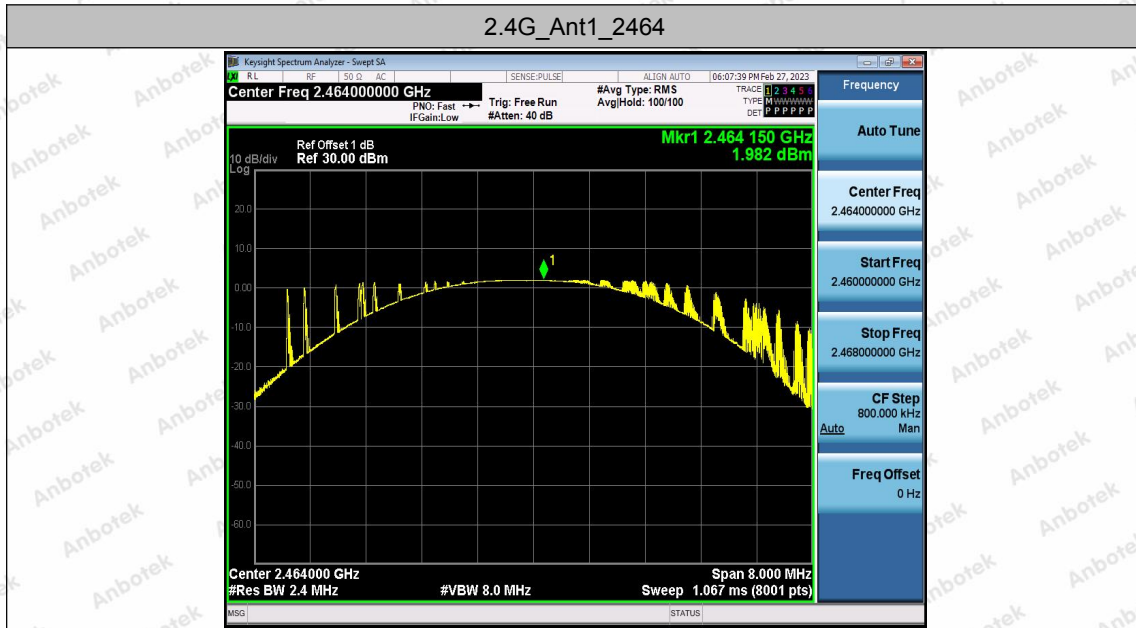 2.4G_Ant1_2464
Keysight Spectrum Analyzer - Swept SA
RL RF 50 Ω AC SENSE:PULSE ALIGN AUTO 06:07:39 PM Feb 27, 2023
Center Freq 2.464000000 GHz
PNO: Fast
IFGain:Low
Trig: Free Run
#Atten: 40 dB
#Avg Type: RMS
Avg|Hold: 100/100
TRACE 1 2 3 4 5 6
TYPE M W W W W W
DET P P P P P P
Mkr1 2.464 150 GHz
1.982 dBm
Ref Offset 1 dB
10 dB/div Ref 30.00 dBm
Log
20.0
10.0
0.00
-10.0
-20.0
-30.0
-40.0
-50.0
-60.0
1
Center 2.464000 GHz Span 8.000 MHz
#Res BW 2.4 MHz #VBW 8.0 MHz Sweep 1.067 ms (8001 pts)
MSG STATUS
Frequency
Auto Tune
Center Freq
2.464000000 GHz
Start Freq
2.460000000 GHz
Stop Freq
2.468000000 GHz
CF Step
800.000 kHz
Auto Man
Freq Offset
0 Hz
Anbotek